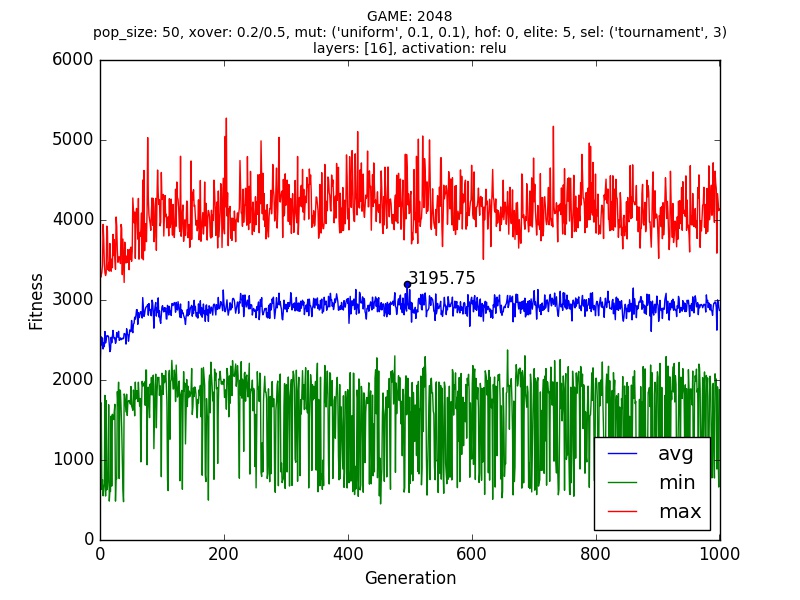 GAME: 2048
pop_size: 50, xover: 0.2/0.5, mut: ('uniform', 0.1, 0.1), hof: 0, elite: 5, sel: ('tournament', 3)
layers: [16], activation: relu
6000
5000
4000
3000
2000
1000
0
Fitness
3195.75
avg
min
max
0 200 400 600 800 1000
Generation